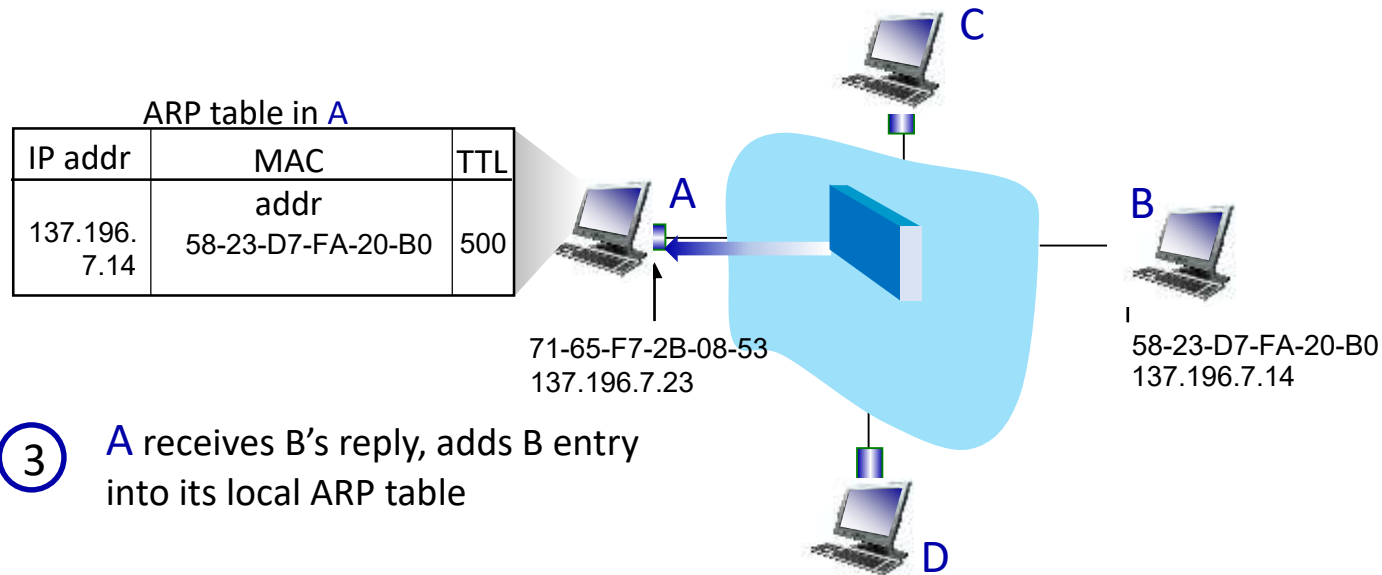 C
ARP table in A
IP addr MAC TTL
addr
137.196.
7.14
58-23-D7-FA-20-B0 500
A
B
71-65-F7-2B-08-53
137.196.7.23
58-23-D7-FA-20-B0
137.196.7.14
3 A receives B's reply, adds B entry
into its local ARP table
D